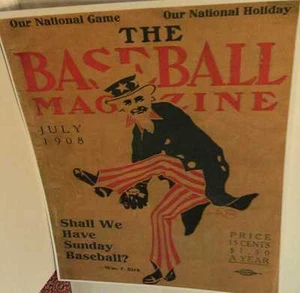 Our National Game
Our National Holiday
THE
BASEBALL
MAGAZINE
JULY
1908
Shall We
Have
Sunday
Baseball?
PRICE
15 CENTS
$1.50
A YEAR